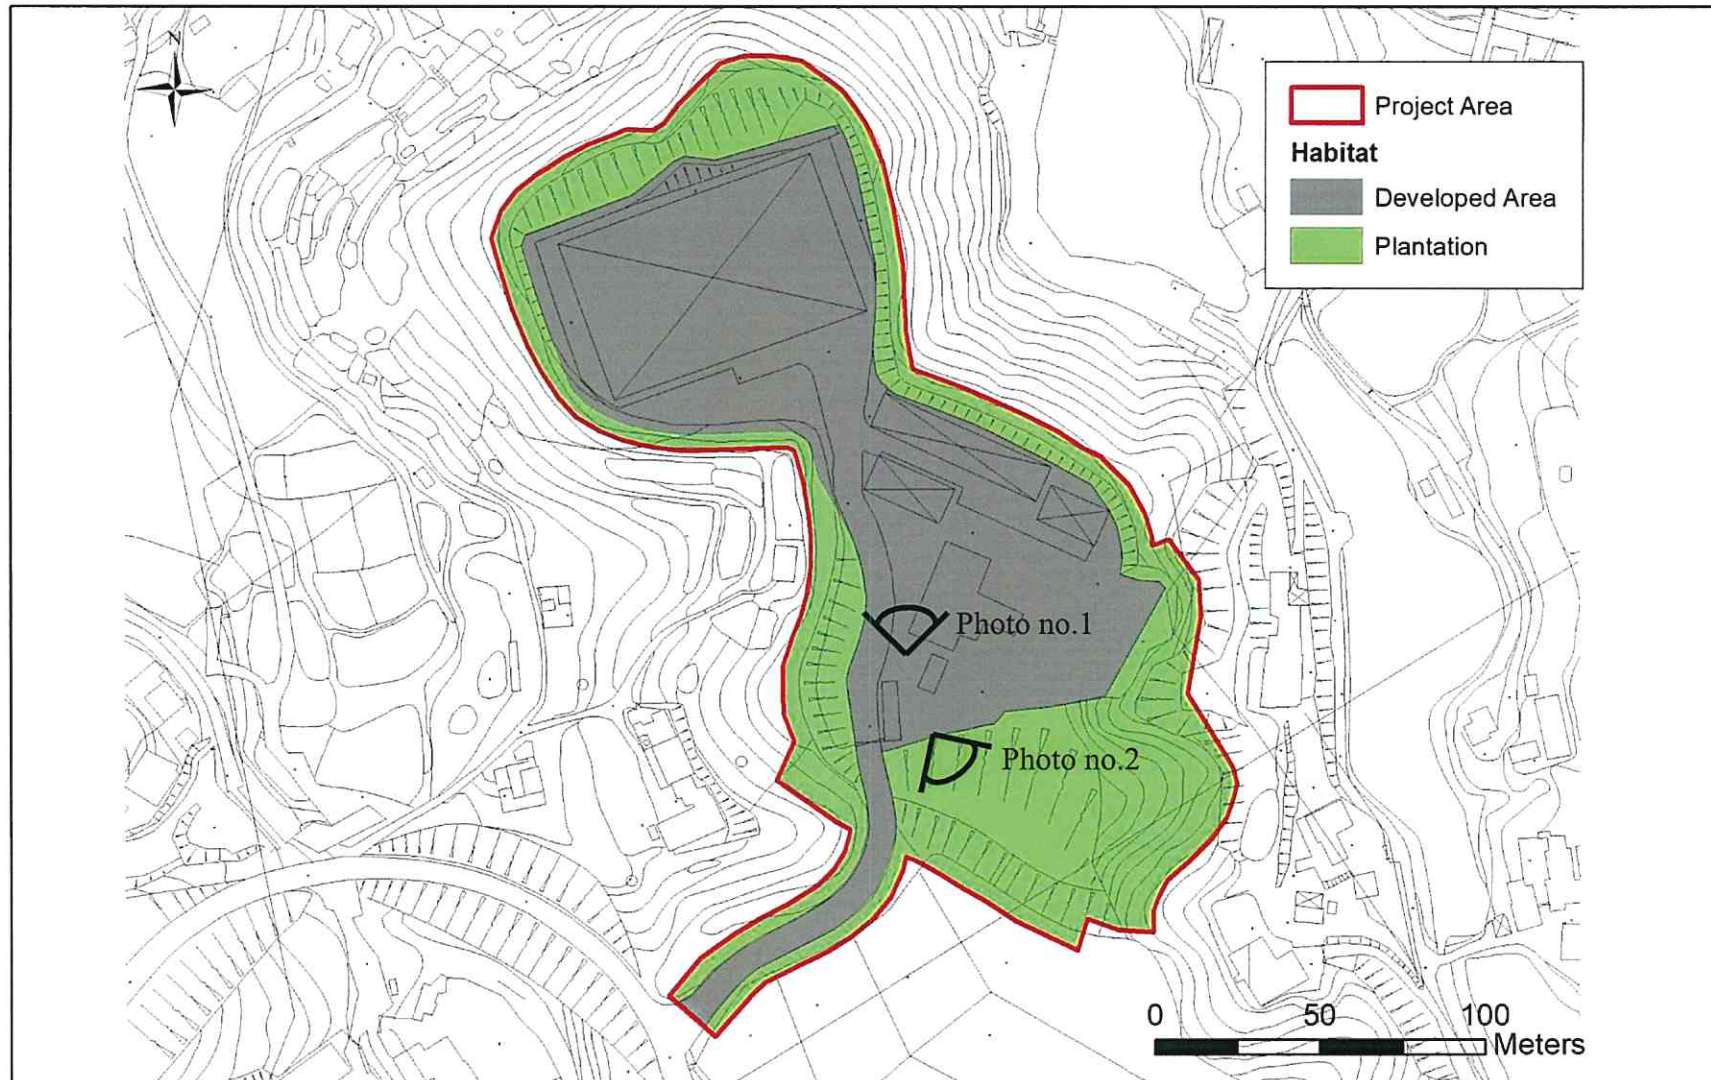 N
Project Area
Habitat
Developed Area
Plantation
Photo no.1
Photo no.2
0 50 100
Meters